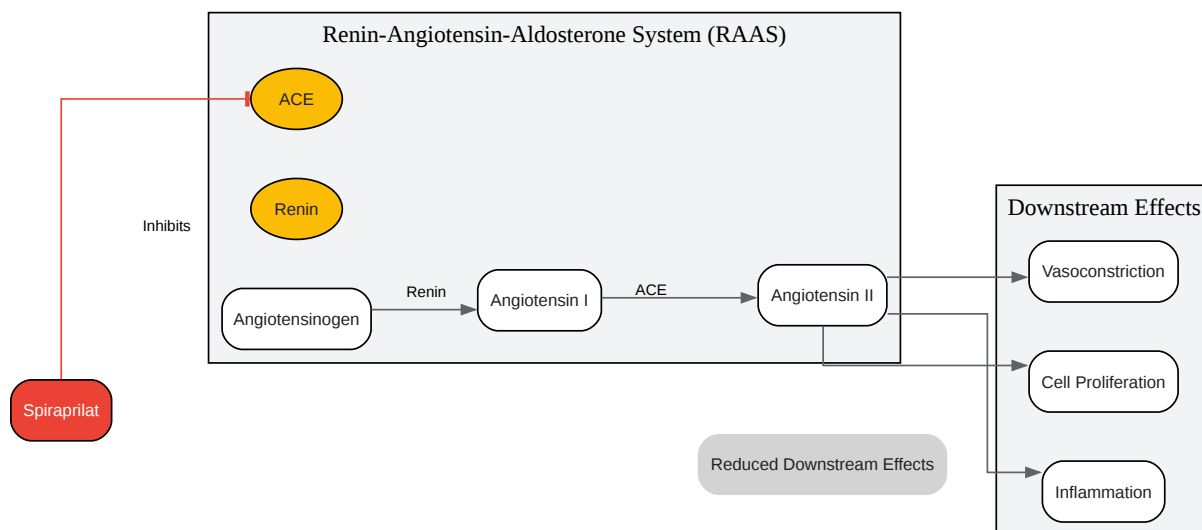 Renin-Angiotensin-Aldosterone System (RAAS)
ACE
Renin
Inhibits
Downstream Effects
Vasoconstriction
Angiotensinogen
Renin
Angiotensin I
ACE
Angiotensin II
Cell Proliferation
Spiraprilat
Reduced Downstream Effects
Inflammation